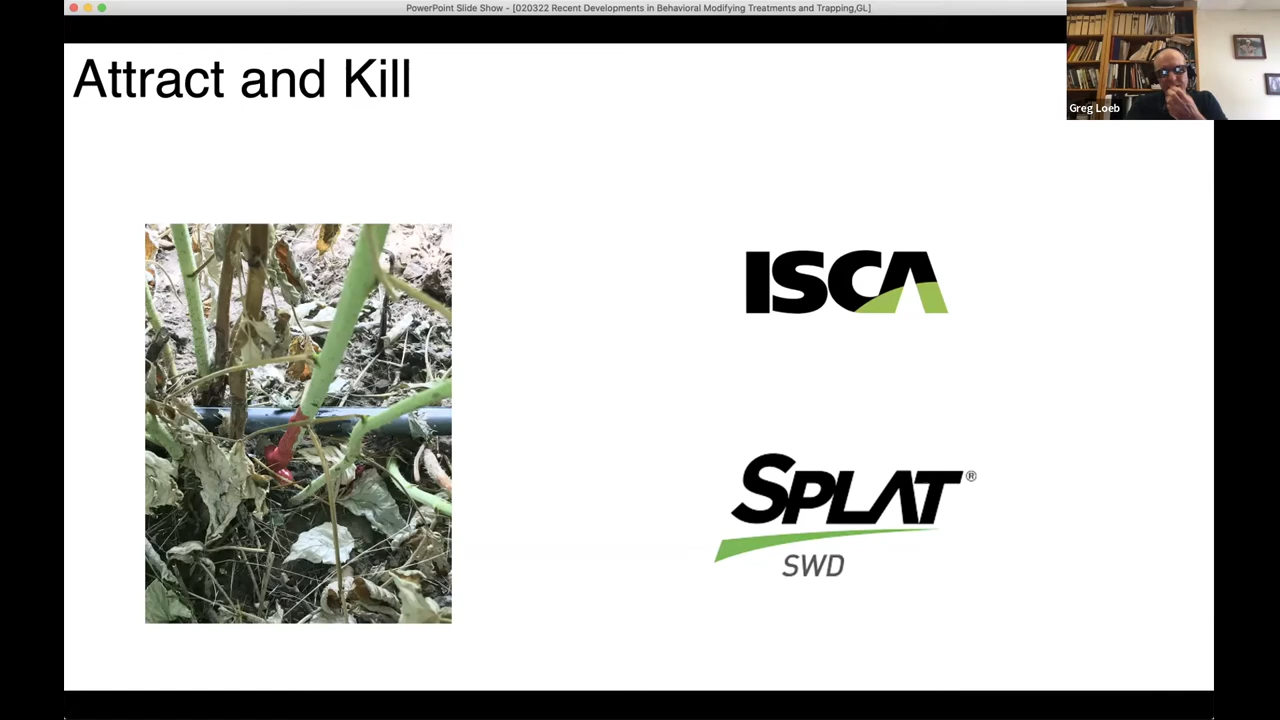 PowerPoint Slide Show - [020322 Recent Developments in Behavioral Modifying Treatments and Trapping,GL]
Attract and Kill
Greg Loeb
ISCA
SPLAT®
SWD